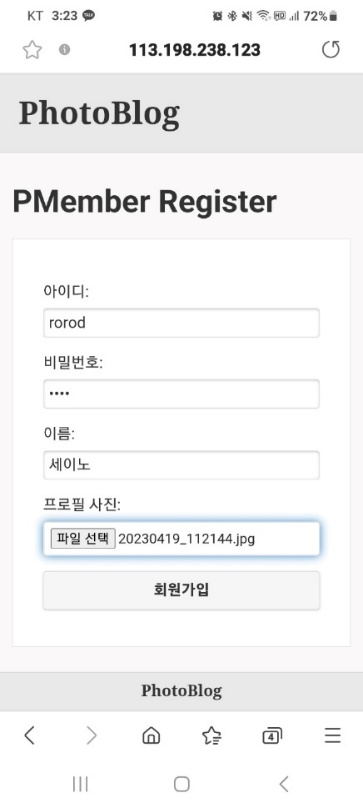 KT 3:23
72%
113.198.238.123
PhotoBlog
PMember Register
아이디:
rorod
비밀번호:
••••
이름:
세이노
프로필 사진:
파일 선택 20230419_112144.jpg
회원가입
PhotoBlog
4